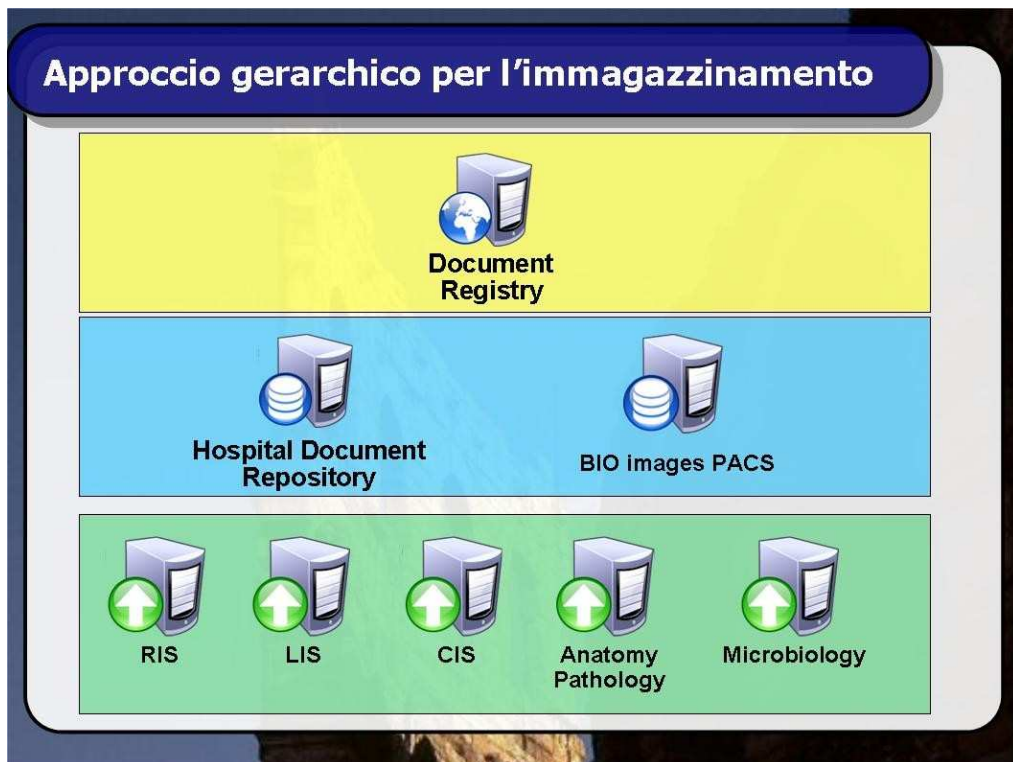 Approccio gerarchico per l'immagazzinamento
Document
Registry
Hospital Document
Repository
BIO images PACS
RIS
LIS
CIS
Anatomy
Pathology
Microbiology